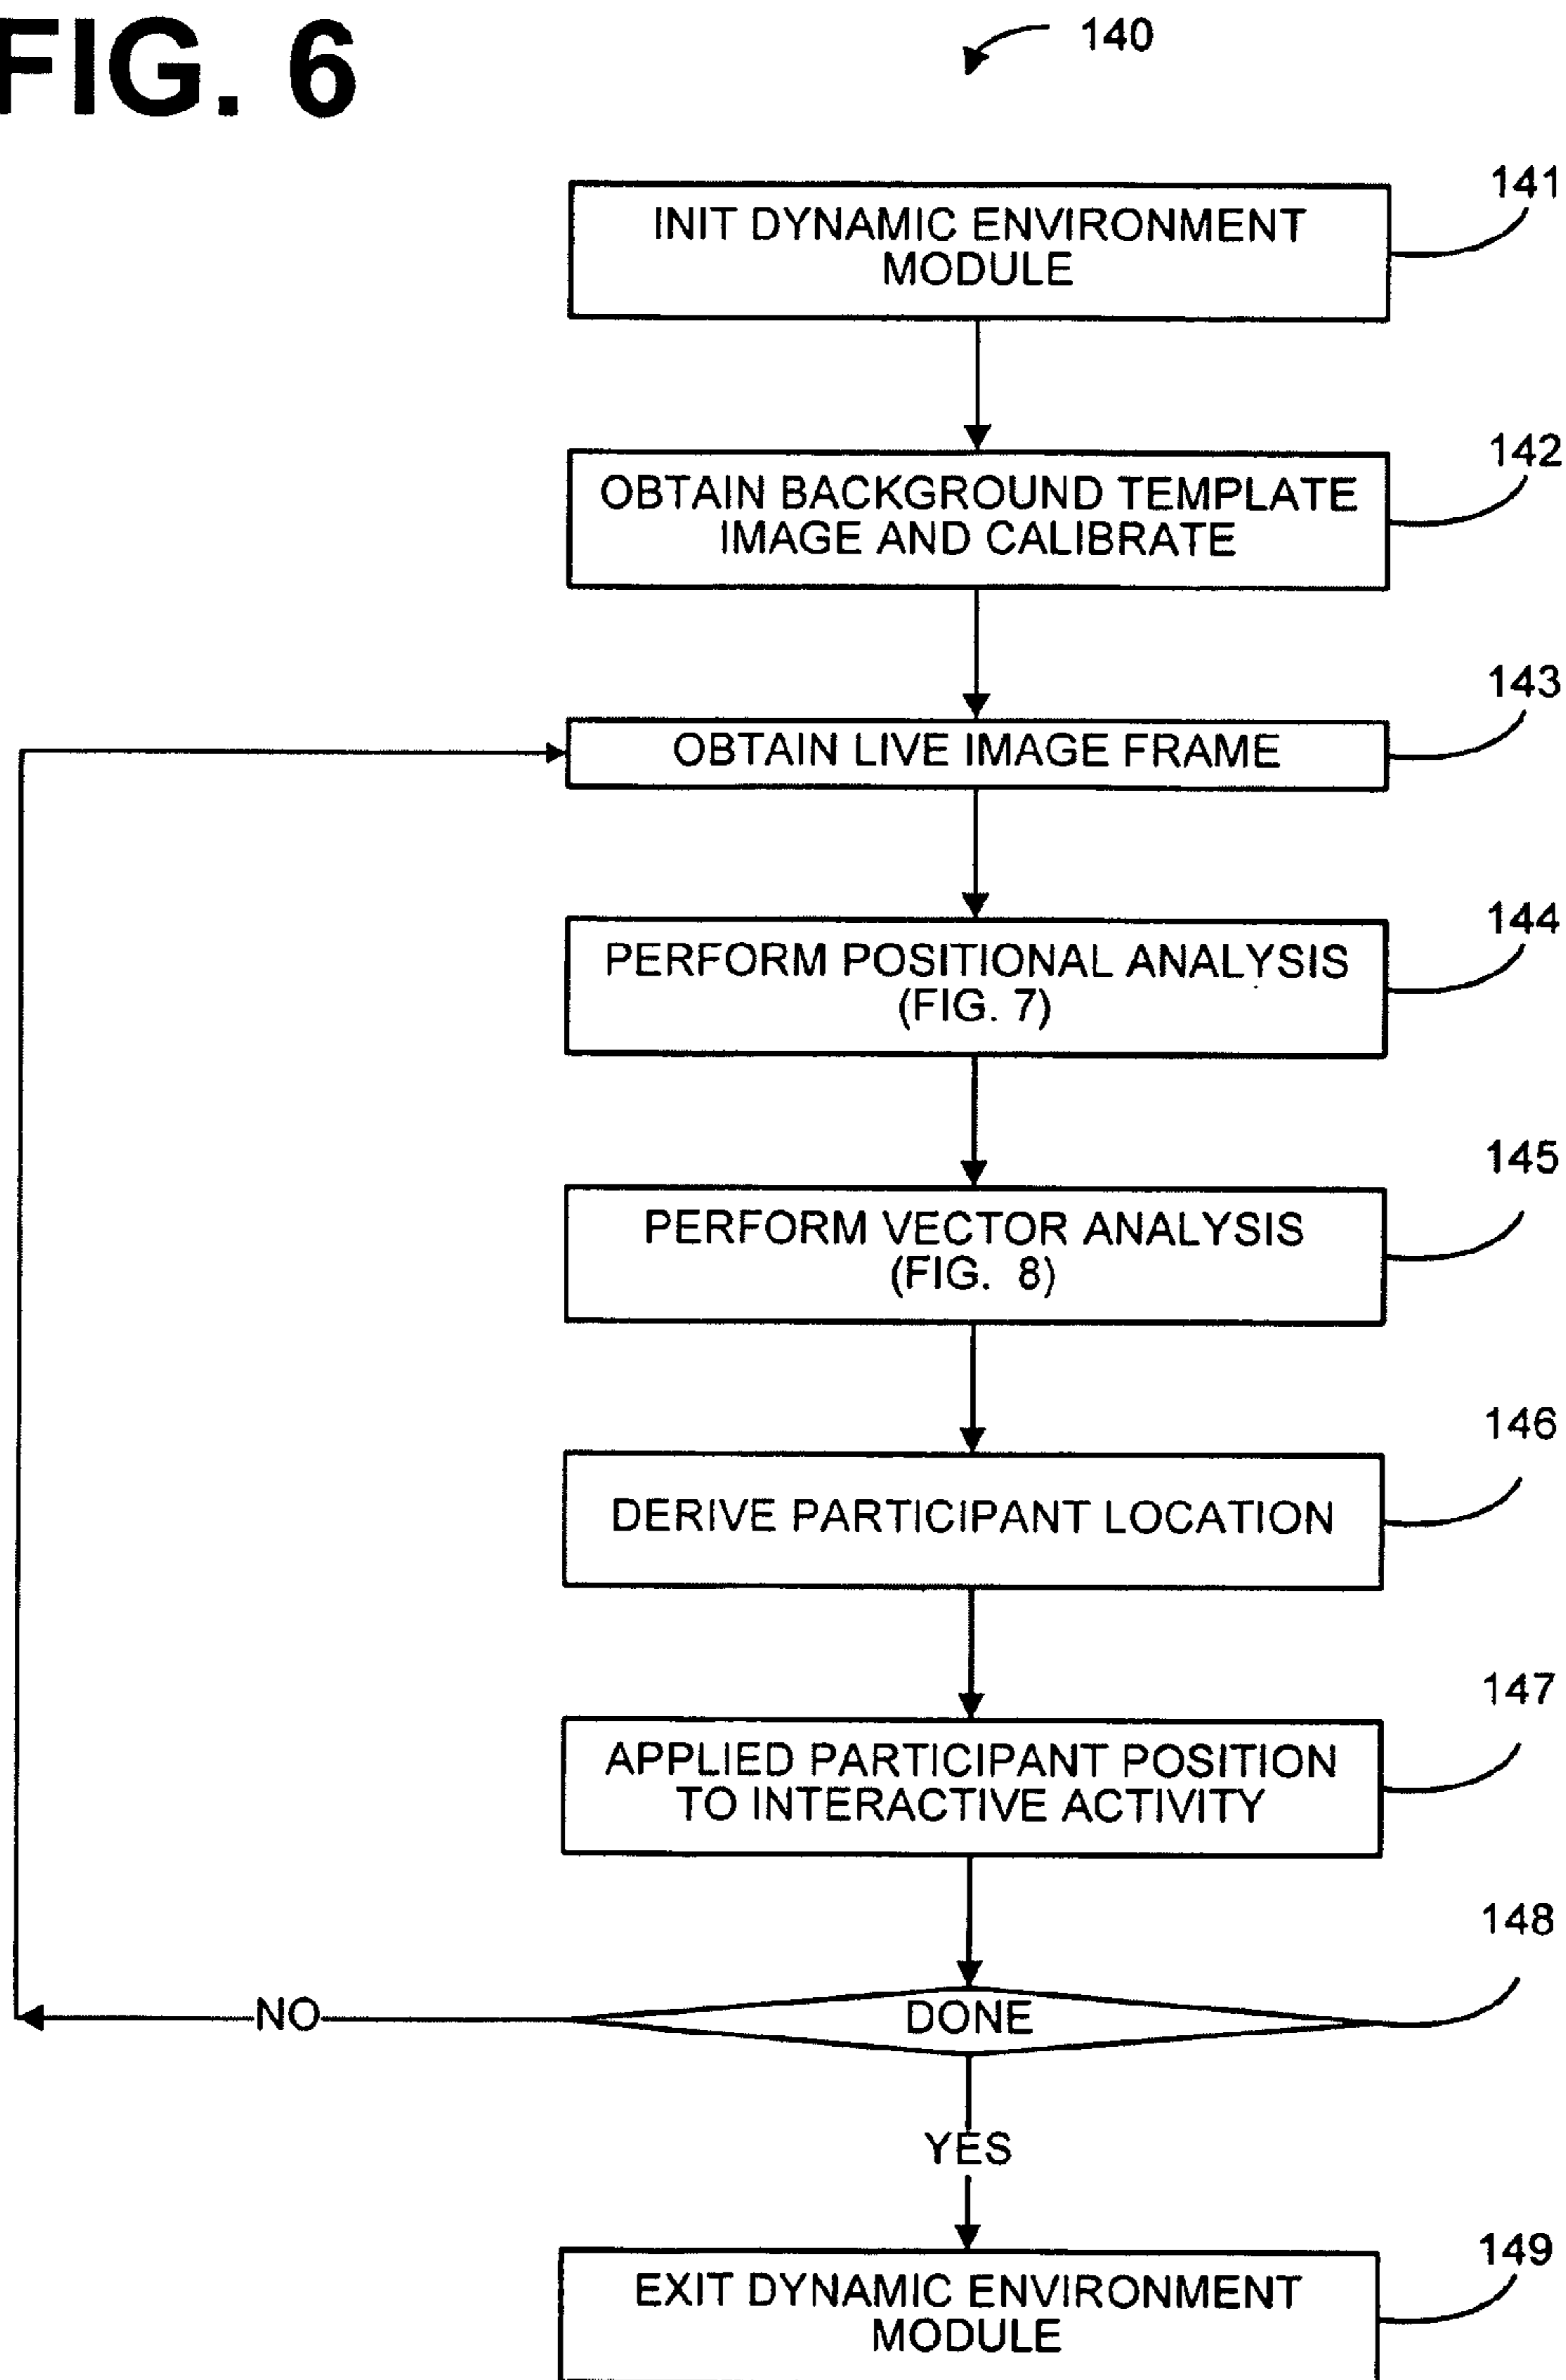 FIG. 6
140
141
INIT DYNAMIC ENVIRONMENT
MODULE
142
OBTAIN BACKGROUND TEMPLATE
IMAGE AND CALIBRATE
143
OBTAIN LIVE IMAGE FRAME
144
PERFORM POSITIONAL ANALYSIS
(FIG. 7)
145
PERFORM VECTOR ANALYSIS
(FIG. 8)
146
DERIVE PARTICIPANT LOCATION
147
APPLIED PARTICIPANT POSITION
TO INTERACTIVE ACTIVITY
148
DONE
NO
YES
149
EXIT DYNAMIC ENVIRONMENT
MODULE